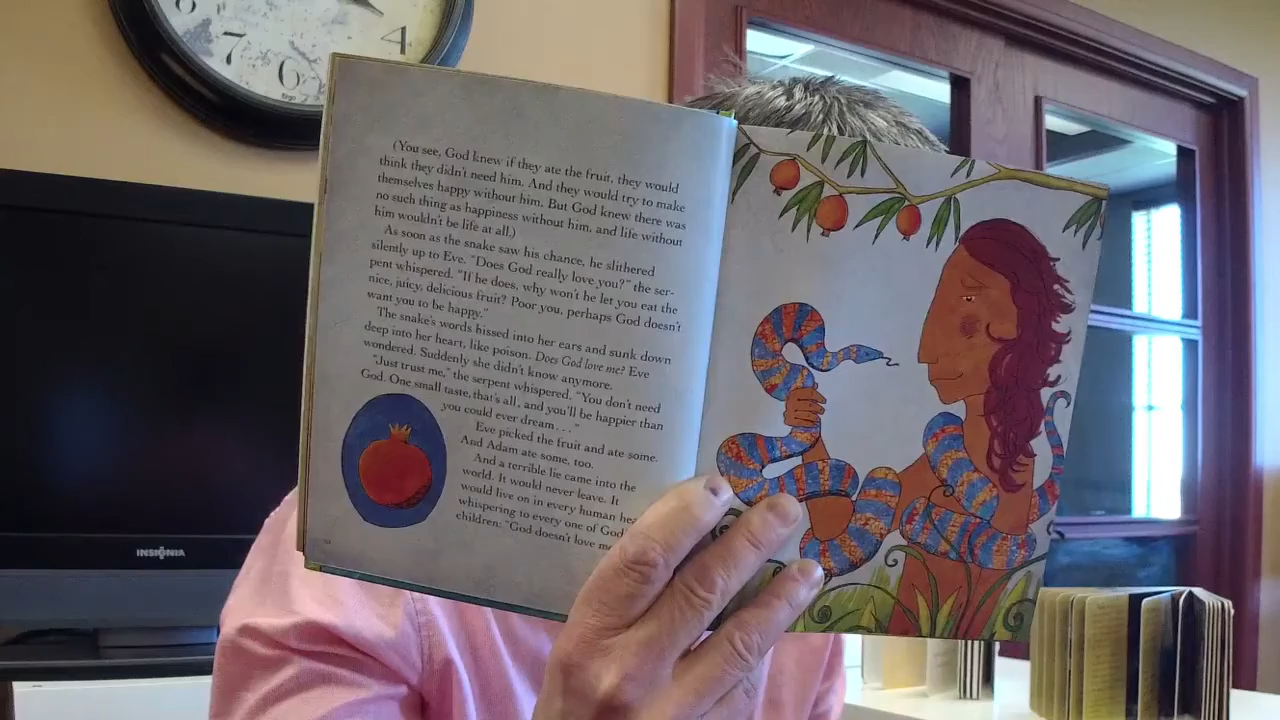 7
6
4
(You see, God knew if they ate the fruit, they would
think they didn't need him. And they would try to make
themselves happy without him. But God knew there was
no such thing as happiness without him, and life without
him wouldn't be life at all.)
As soon as the snake saw his chance, he slithered
silently up to Eve. "Does God really love you?" the ser-
pent whispered. "If he does, why won't he let you eat the
nice, juicy, delicious fruit? Poor you, perhaps God doesn't
want you to be happy."
The snake's words hissed into her ears and sunk down
deep into her heart, like poison. Does God love me? Eve
wondered. Suddenly she didn't know anymore.
"Just trust me," the serpent whispered. "You don't need
God. One small taste, that's all, and you'll be happier than
you could ever dream . . ."
Eve picked the fruit and ate some.
And Adam ate some, too.
And a terrible lie came into the
world. It would never leave. It
would live on in every human
whispering to every one of God
children: "God doesn't love
INSIGNIA